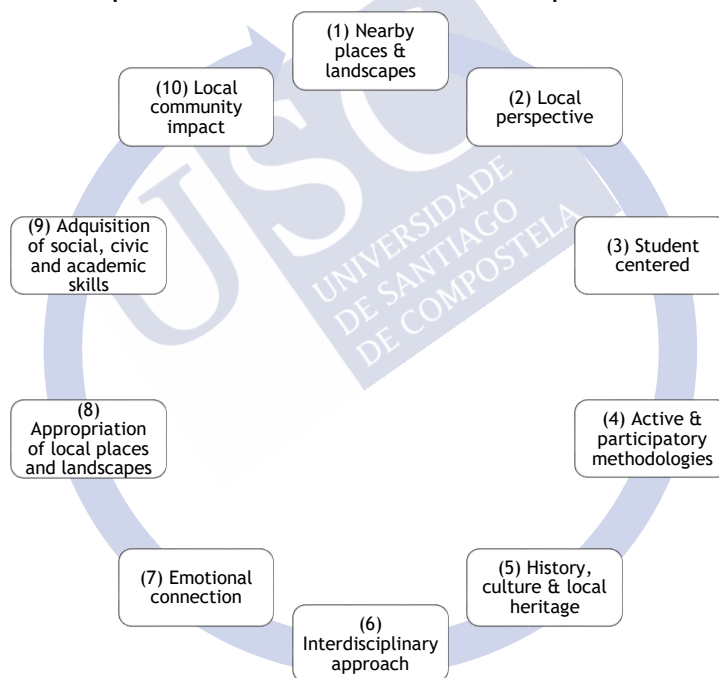 (1) Nearby
places &
landscapes
(2) Local
perspective
(3) Student
centered
(4) Active &
participatory
methodologies
(5) History,
culture & local
heritage
(6)
Interdisciplinary
approach
(7) Emotional
connection
(8)
Appropriation
of local places
and landscapes
(9) Adquisition
of social, civic
and academic
skills
(10) Local
community
impact
USC
UNIVERSIDADE
DE SANTIAGO
DE COMPOSTELA